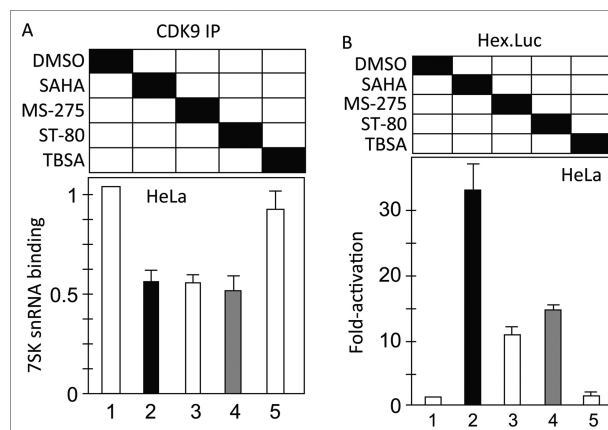 A
CDK9 IP
DMSO
SAHA
MS-275
ST-80
TBSA
HeLa
7SK snRNA binding
1
0.5
0
1 2 3 4 5
B
Hex.Luc
DMSO
SAHA
MS-275
ST-80
TBSA
HeLa
Fold-activation
30
20
10
0
1 2 3 4 5